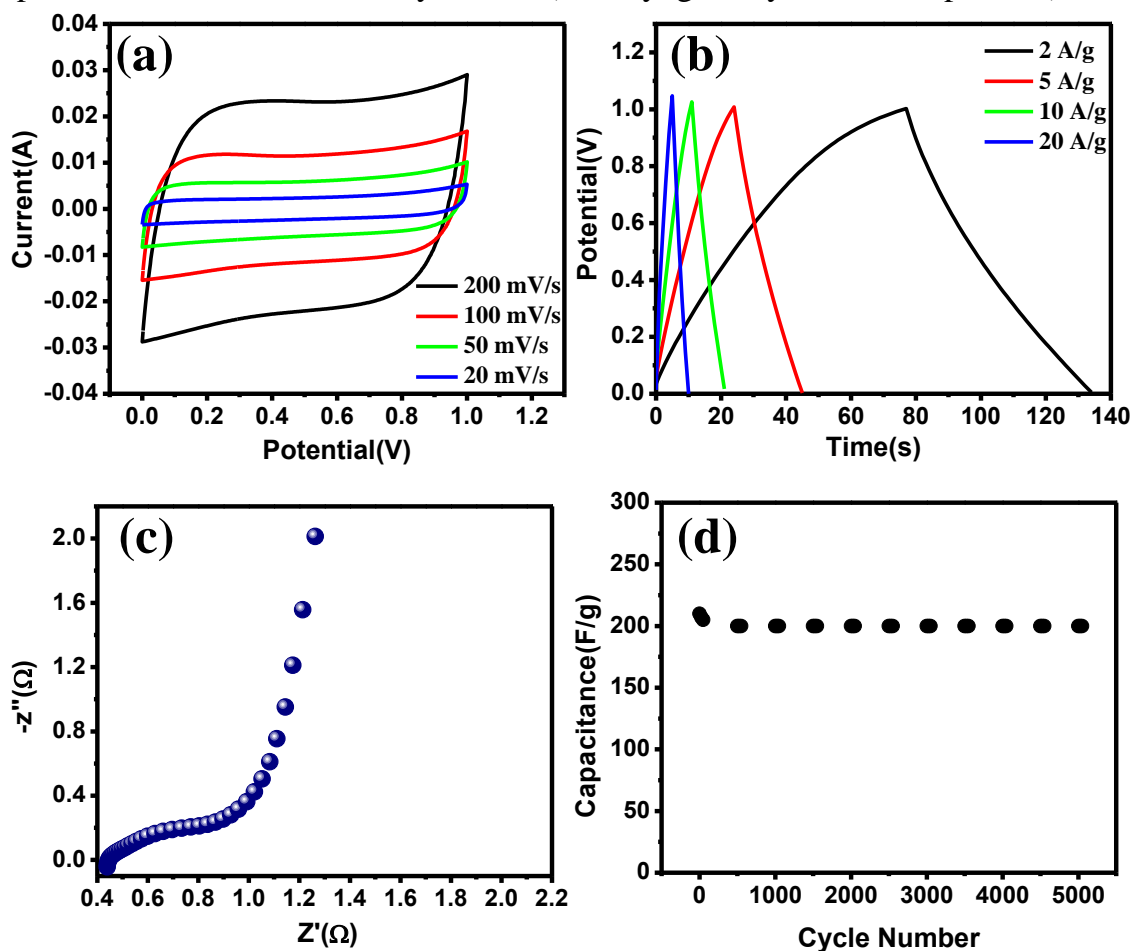 (a)
0.04
0.03
0.02
0.01
0.00
-0.01
-0.02
-0.03
-0.04
Current(A)
200 mV/s
100 mV/s
50 mV/s
20 mV/s
0.0 0.2 0.4 0.6 0.8 1.0 1.2
Potential(V)
(b)
1.2
1.0
0.8
0.6
0.4
0.2
0.0
Potential(V)
2 A/g
5 A/g
10 A/g
20 A/g
0 20 40 60 80 100 120 140
Time(s)
(c)
2.0
1.6
1.2
0.8
0.4
0.0
-z''(Ω)
0.4 0.6 0.8 1.0 1.2 1.4 1.6 1.8 2.0 2.2
Z'(Ω)
(d)
300
250
200
150
100
50
0
Capacitance(F/g)
0 1000 2000 3000 4000 5000
Cycle Number